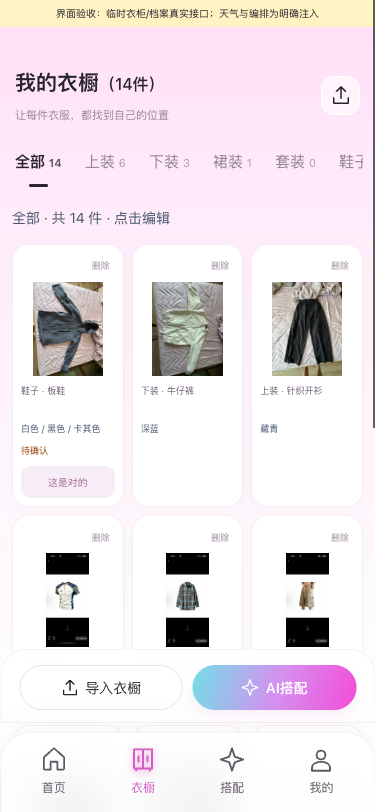 界面验收：临时衣柜/档案真实接口；天气与编排为明确注入
我的衣橱（14件）
让每件衣服，都找到自己的位置
全部 14 上装 6 下装 3 裙装 1 套装 0 鞋子
全部 · 共 14 件 · 点击编辑
删除 删除 删除
鞋子 · 板鞋 下装 · 牛仔裤 上装 · 针织开衫
白色 / 黑色 / 卡其色 深蓝 藏青
待确认
这是对的
删除 删除 删除
导入衣橱 AI搭配
首页 衣橱 搭配 我的